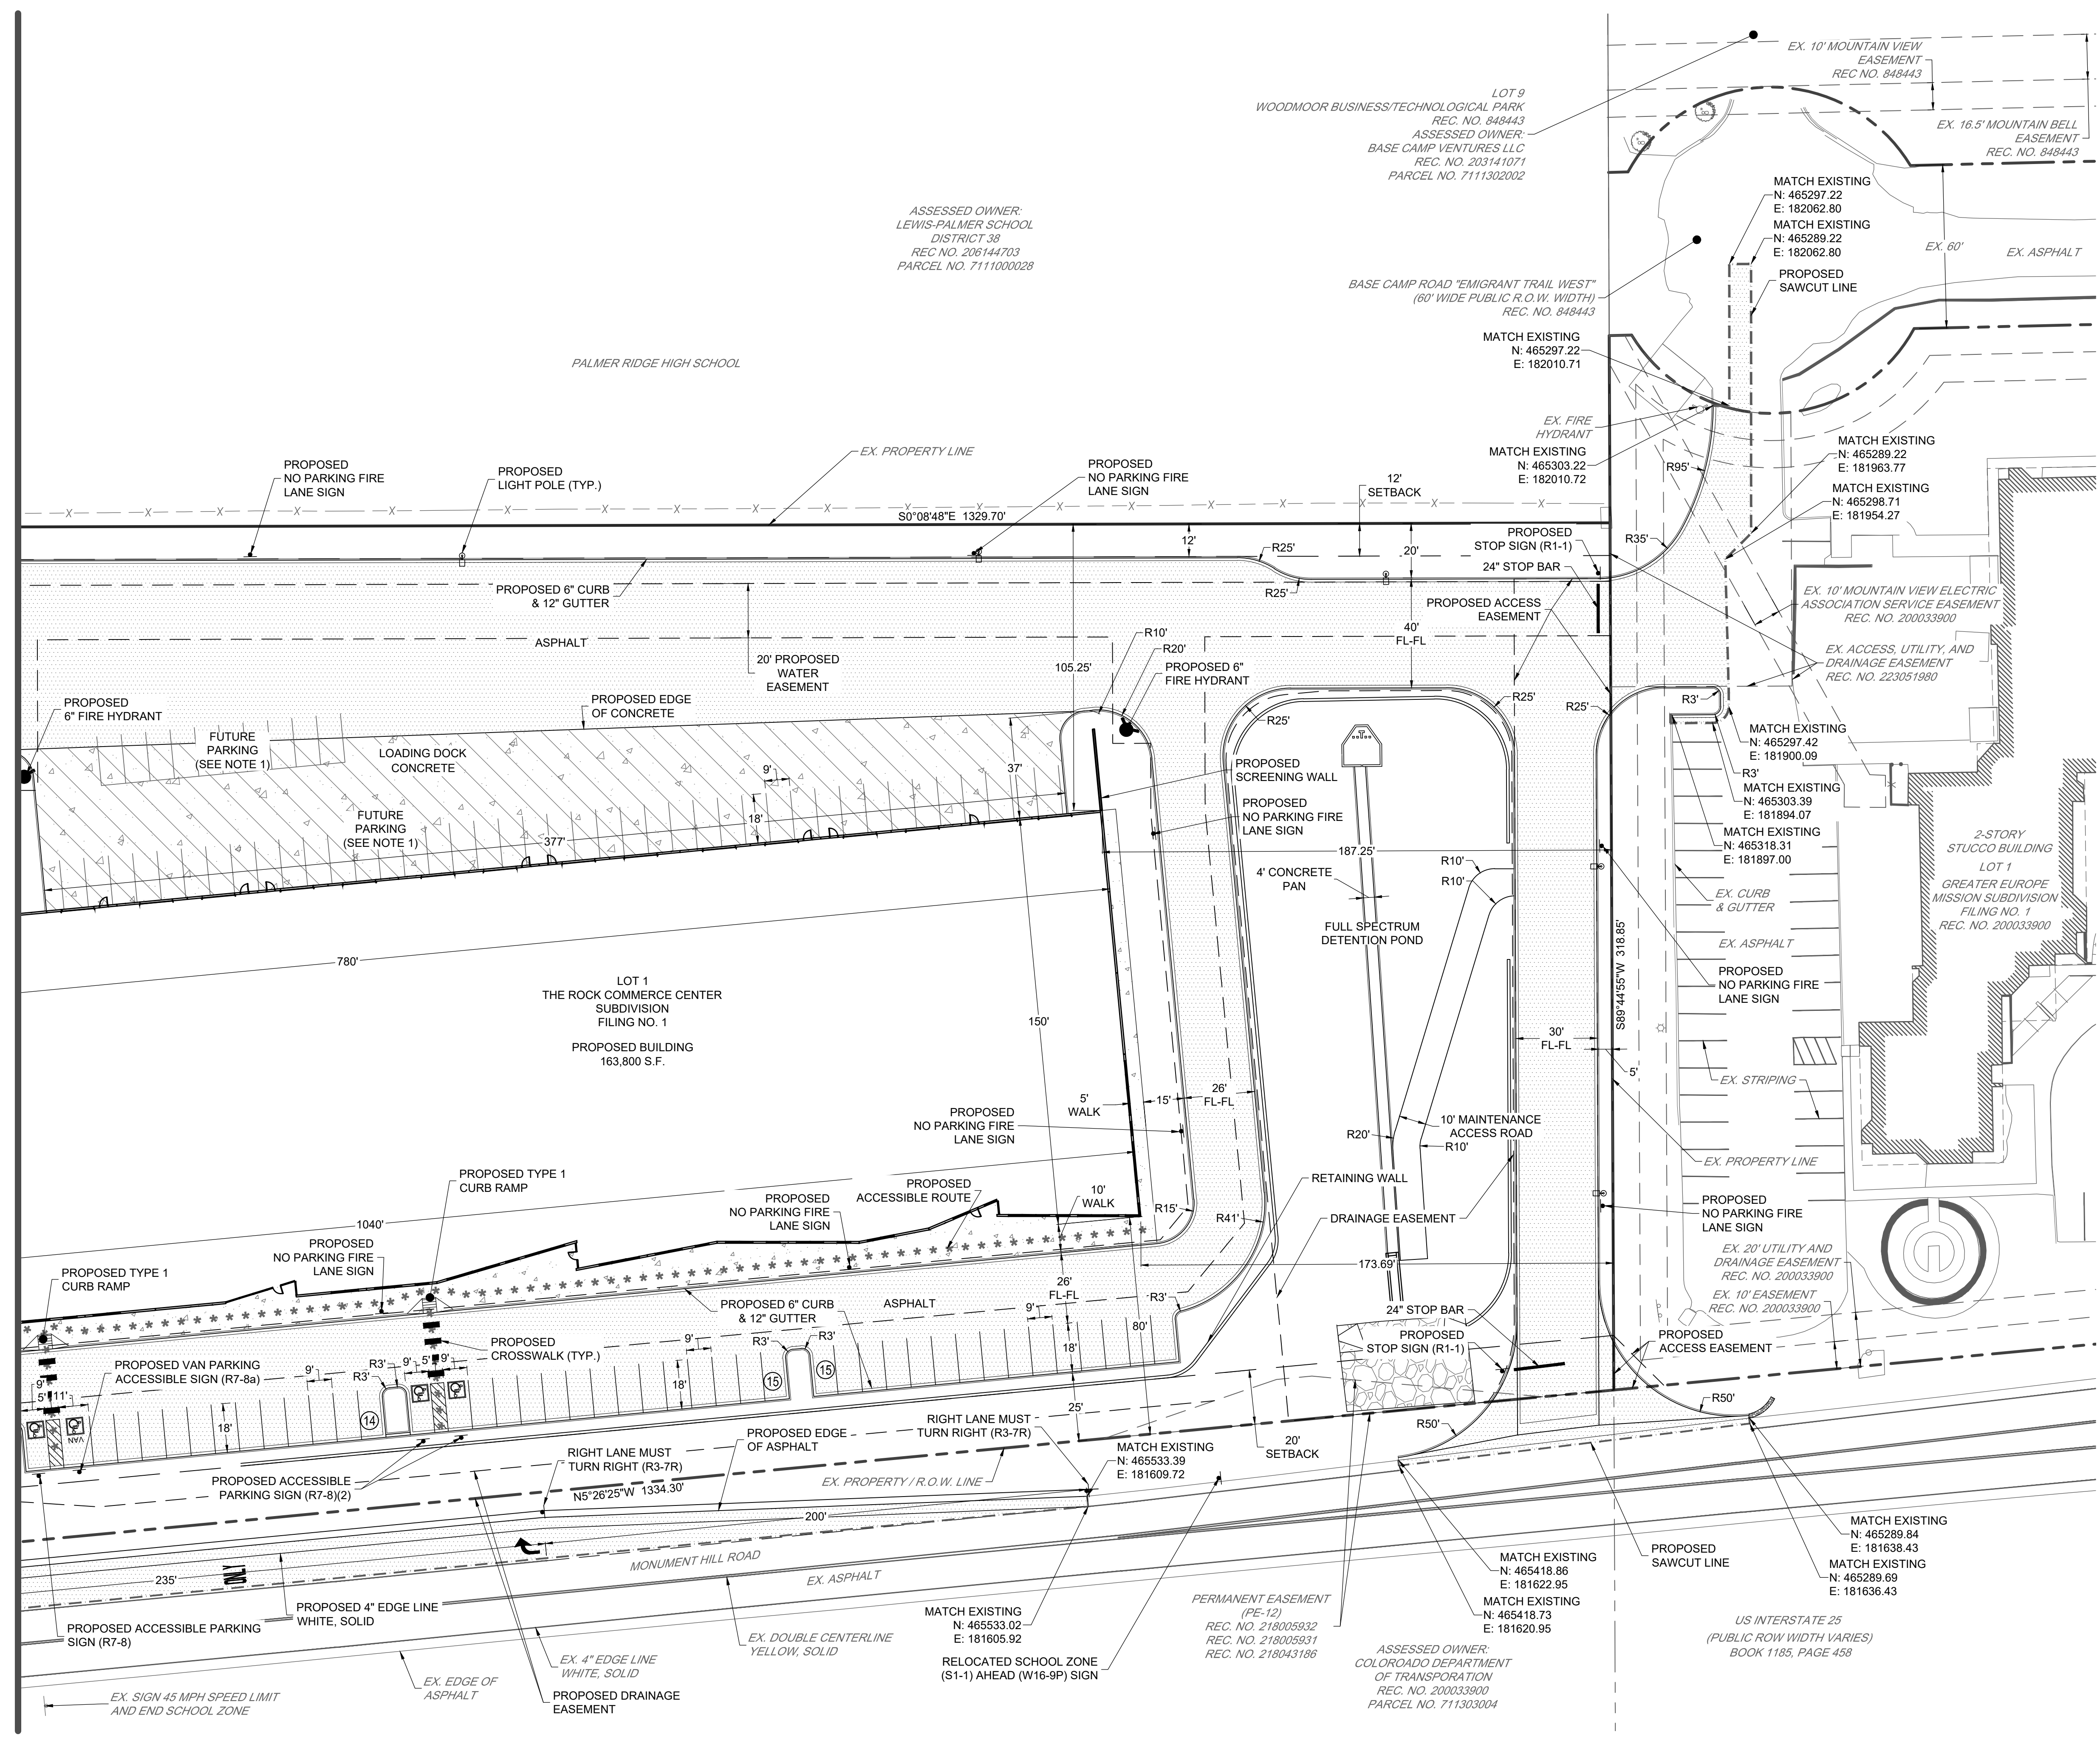 EX. 10' MOUNTAIN VIEW
EASEMENT
REC NO. 848443
LOT 9
WOODMOOR BUSINESS/TECHNOLOGICAL PARK
REC. NO. 848443
ASSESSED OWNER:
BASE CAMP VENTURES LLC
REC. NO. 203141071
PARCEL NO. 7111302002
EX. 16.5' MOUNTAIN BELL
EASEMENT
REC. NO. 848443
MATCH EXISTING
N: 465297.22
E: 182062.80
MATCH EXISTING
N: 465289.22
E: 182062.80
ASSESSED OWNER:
LEWIS-PALMER SCHOOL
DISTRICT 38
REC NO. 206144703
PARCEL NO. 7111000028
EX. 60'
EX. ASPHALT
PROPOSED
SAWCUT LINE
BASE CAMP ROAD "EMIGRANT TRAIL WEST"
(60' WIDE PUBLIC R.O.W. WIDTH)
REC. NO. 848443
MATCH EXISTING
N: 465297.22
E: 182010.71
PALMER RIDGE HIGH SCHOOL
EX. FIRE
HYDRANT
MATCH EXISTING
N: 465303.22
E: 182010.72
MATCH EXISTING
N: 465289.22
E: 181963.77
MATCH EXISTING
N: 465298.71
E: 181954.27
R95'
EX. PROPERTY LINE
PROPOSED
NO PARKING FIRE
LANE SIGN
PROPOSED
LIGHT POLE (TYP.)
PROPOSED
NO PARKING FIRE
LANE SIGN
12'
SETBACK
S0°08'48"E 1329.70'
12'
R25'
20'
PROPOSED
STOP SIGN (R1-1)
24" STOP BAR
R35'
R25'
PROPOSED 6" CURB
& 12" GUTTER
PROPOSED ACCESS
EASEMENT
EX. 10' MOUNTAIN VIEW ELECTRIC
ASSOCIATION SERVICE EASEMENT
REC. NO. 200033900
ASPHALT
40'
FL-FL
R10'
R20'
105.25'
20' PROPOSED
WATER
EASEMENT
PROPOSED 6"
FIRE HYDRANT
EX. ACCESS, UTILITY, AND
DRAINAGE EASEMENT
REC. NO. 223051980
PROPOSED
6" FIRE HYDRANT
PROPOSED EDGE
OF CONCRETE
R25'
R25'
R25'
R3'
FUTURE
PARKING
(SEE NOTE 1)
LOADING DOCK
CONCRETE
MATCH EXISTING
N: 465297.42
E: 181900.09
R3'
MATCH EXISTING
N: 465303.39
E: 181894.07
MATCH EXISTING
N: 465318.31
E: 181897.00
9'
37'
PROPOSED
SCREENING WALL
PROPOSED
NO PARKING FIRE
LANE SIGN
18'
FUTURE
PARKING
(SEE NOTE 1)
377'
187.25'
R10'
R10'
4' CONCRETE
PAN
2-STORY
STUCCO BUILDING
LOT 1
GREATER EUROPE
MISSION SUBDIVISION
FILING NO. 1
REC. NO. 200033900
EX. CURB
& GUTTER
FULL SPECTRUM
DETENTION POND
EX. ASPHALT
S89°44'55"W 318.85'
780'
LOT 1
THE ROCK COMMERCE CENTER
SUBDIVISION
FILING NO. 1
PROPOSED BUILDING
163,800 S.F.
150'
PROPOSED
NO PARKING FIRE
LANE SIGN
30'
FL-FL
5'
EX. STRIPING
5'
WALK
15'
26'
FL-FL
PROPOSED
NO PARKING FIRE
LANE SIGN
10' MAINTENANCE
ACCESS ROAD
R20'
R10'
EX. PROPERTY LINE
PROPOSED TYPE 1
CURB RAMP
PROPOSED
ACCESSIBLE ROUTE
RETAINING WALL
10'
WALK
PROPOSED
NO PARKING FIRE
LANE SIGN
R15'
R41'
DRAINAGE EASEMENT
PROPOSED
NO PARKING FIRE
LANE SIGN
1040'
PROPOSED
NO PARKING FIRE
LANE SIGN
173.69'
EX. 20' UTILITY AND
DRAINAGE EASEMENT
REC. NO. 200033900
EX. 10' EASEMENT
REC. NO. 200033900
PROPOSED TYPE 1
CURB RAMP
26'
FL-FL
R3'
PROPOSED 6" CURB
& 12" GUTTER
ASPHALT
9'
80'
24" STOP BAR
PROPOSED
STOP SIGN (R1-1)
PROPOSED
ACCESS EASEMENT
PROPOSED
CROSSWALK (TYP.)
9'
R3'
R3'
18'
PROPOSED VAN PARKING
ACCESSIBLE SIGN (R7-8a)
9'
R3'
R3'
9'
5'
9'
18'
15
15
9'
5'
11'
14
18'
VAN
25'
R50'
R50'
RIGHT LANE MUST
TURN RIGHT (R3-7R)
PROPOSED EDGE
OF ASPHALT
20'
SETBACK
RIGHT LANE MUST
TURN RIGHT (R3-7R)
MATCH EXISTING
N: 465533.39
E: 181609.72
PROPOSED ACCESSIBLE
PARKING SIGN (R7-8)(2)
EX. PROPERTY / R.O.W. LINE
N5°26'25"W 1334.30'
200'
MONUMENT HILL ROAD
EX. ASPHALT
235'
PROPOSED
SAWCUT LINE
MATCH EXISTING
N: 465289.84
E: 181638.43
MATCH EXISTING
N: 465289.69
E: 181636.43
MATCH EXISTING
N: 465418.86
E: 181622.95
MATCH EXISTING
N: 465418.73
E: 181620.95
PROPOSED 4" EDGE LINE
WHITE, SOLID
PROPOSED ACCESSIBLE PARKING
SIGN (R7-8)
MATCH EXISTING
N: 465533.02
E: 181605.92
PERMANENT EASEMENT
(PE-12)
REC. NO. 218005932
REC. NO. 218005931
REC. NO. 218043186
US INTERSTATE 25
(PUBLIC ROW WIDTH VARIES)
BOOK 1185, PAGE 458
EX. DOUBLE CENTERLINE
YELLOW, SOLID
EX. 4" EDGE LINE
WHITE, SOLID
RELOCATED SCHOOL ZONE
(S1-1) AHEAD (W16-9P) SIGN
ASSESSED OWNER:
COLOROADO DEPARTMENT
OF TRANSPORATION
REC. NO. 200033900
PARCEL NO. 711303004
EX. EDGE OF
ASPHALT
PROPOSED DRAINAGE
EASEMENT
EX. SIGN 45 MPH SPEED LIMIT
AND END SCHOOL ZONE